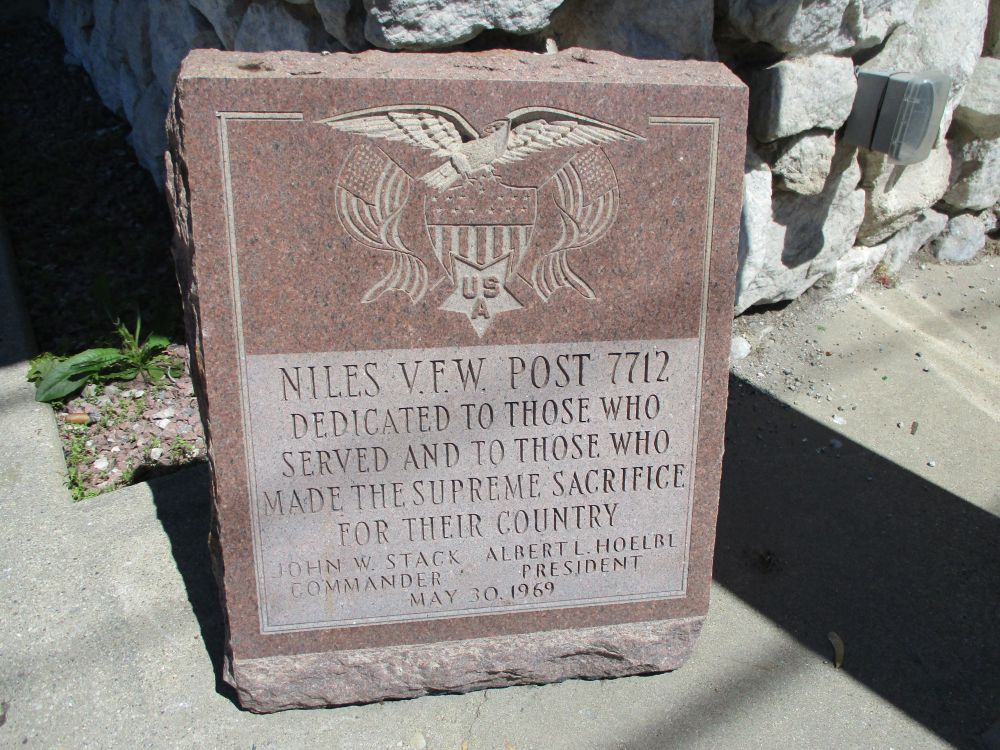 US
A
NILES V.F.W. POST 7712
DEDICATED TO THOSE WHO
SERVED AND TO THOSE WHO
MADE THE SUPREME SACRIFICE
FOR THEIR COUNTRY
JOHN W. STACK ALBERT L. HOELBL
COMMANDER PRESIDENT
MAY 30, 1969